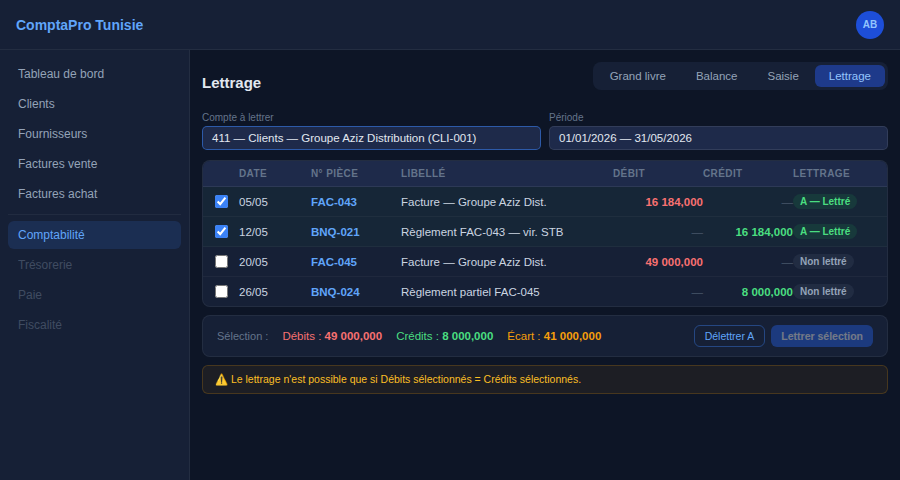 ComptaPro Tunisie
AB
Tableau de bord
Clients
Fournisseurs
Factures vente
Factures achat
Comptabilité
Trésorerie
Paie
Fiscalité
Lettrage
Grand livre Balance Saisie Lettrage
Compte à lettrer Période
411 — Clients — Groupe Aziz Distribution (CLI-001) 01/01/2026 — 31/05/2026
DATE N° PIÈCE LIBELLÉ DÉBIT CRÉDIT LETTRAGE
05/05 FAC-043 Facture — Groupe Aziz Dist. 16 184,000 — A — Lettré
12/05 BNQ-021 Règlement FAC-043 — vir. STB — 16 184,000 A — Lettré
20/05 FAC-045 Facture — Groupe Aziz Dist. 49 000,000 — Non lettré
26/05 BNQ-024 Règlement partiel FAC-045 — 8 000,000 Non lettré
Sélection : Débits : 49 000,000 Crédits : 8 000,000 Écart : 41 000,000 Délettrer A Lettrer sélection
⚠️ Le lettrage n'est possible que si Débits sélectionnés = Crédits sélectionnés.